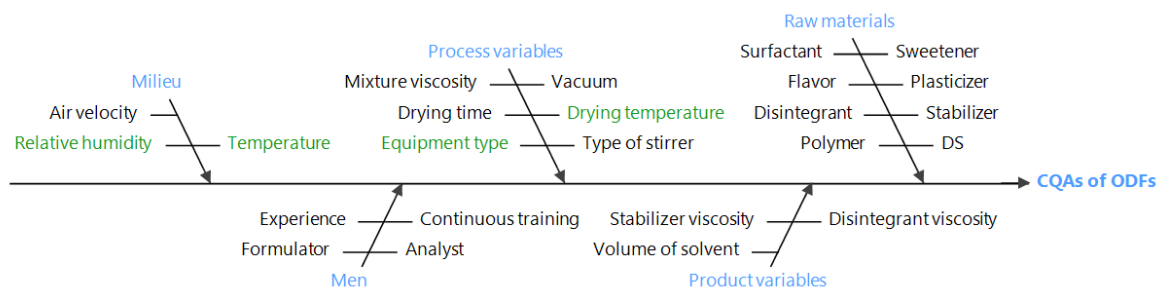 Raw materials
Surfactant Sweetener
Process variables
Milieu Mixture viscosity Vacuum Flavor Plasticizer
Air velocity Drying time Drying temperature Disintegrant Stabilizer
Relative humidity Temperature Equipment type Type of stirrer Polymer DS
CQAs of ODFs
Experience Continuous training Stabilizer viscosity Disintegrant viscosity
Formulator Analyst Volume of solvent
Men Product variables